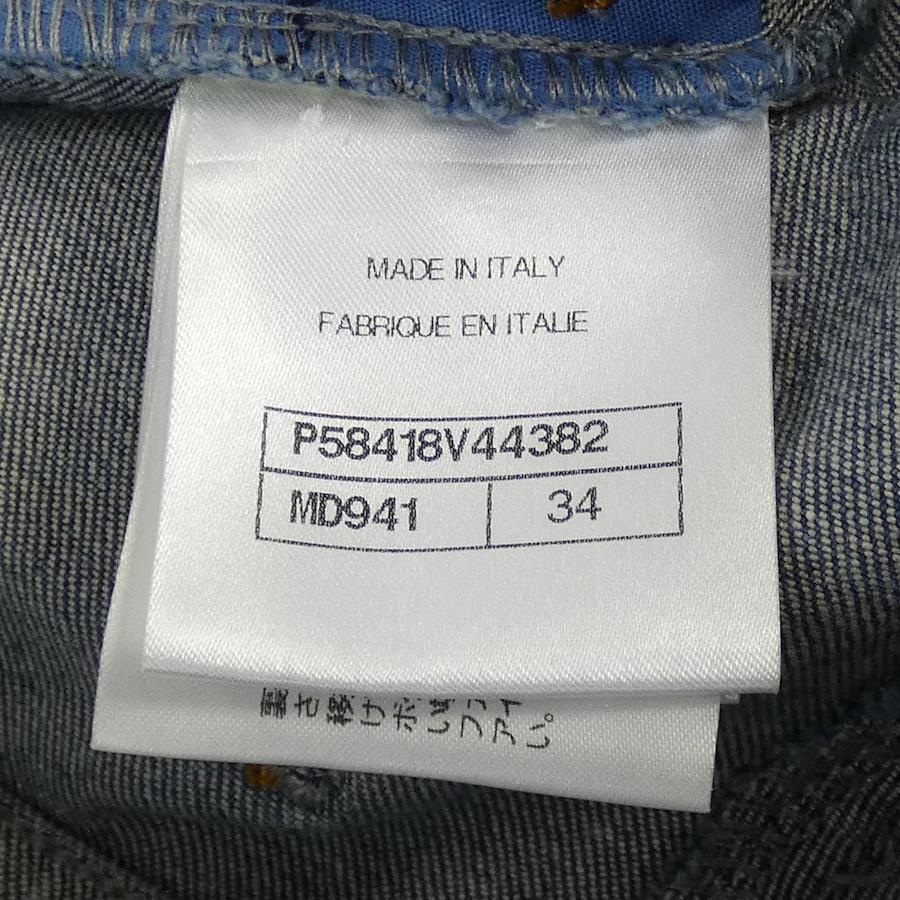 MADE IN ITALY
FABRIQUE EN ITALIE
P58418V44382
MD941 34